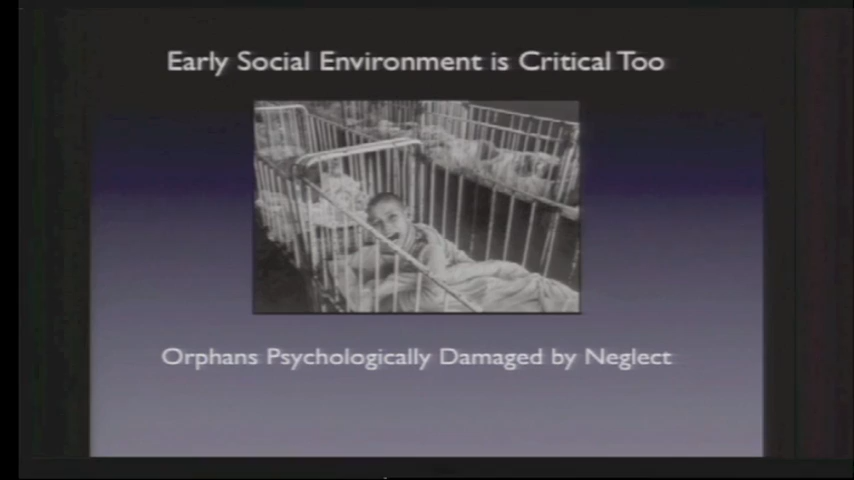 Early Social Environment is Critical Too
Orphans Psychologically Damaged by Neglect